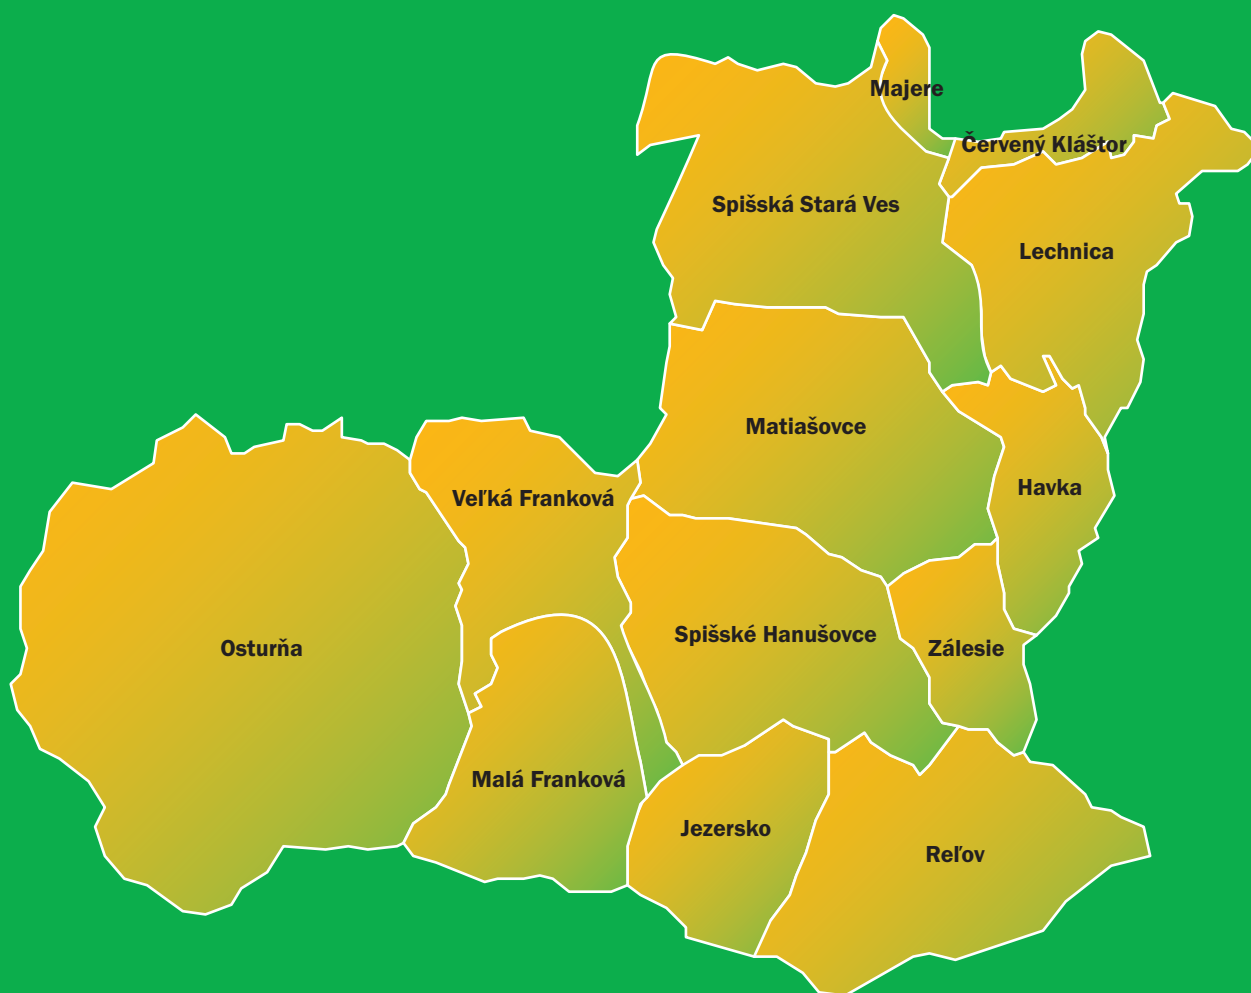 Majere
Červený Kláštor
Spišská Stará Ves
Lechnica
Matiašovce
Havka
Veľká Franková
Spišské Hanušovce
Osturňa
Zálesie
Malá Franková
Jezersko
Reľov